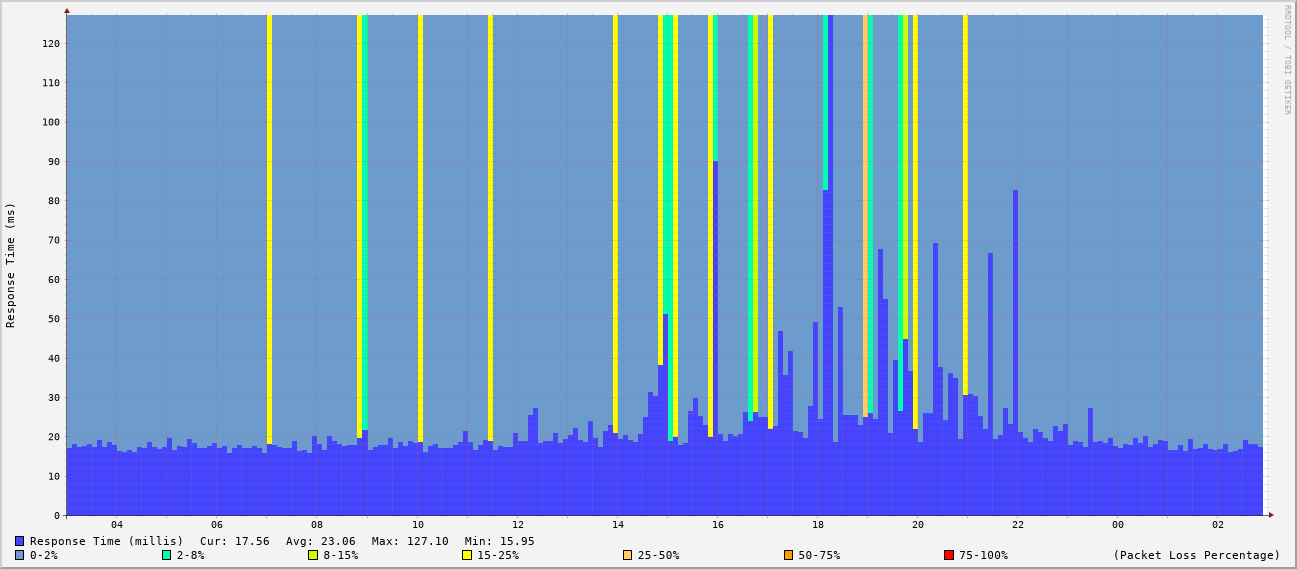 RRDTOOL / TOBI OETIKER
Response Time (ms)
120
110
100
90
80
70
60
50
40
30
20
10
0
04 06 08 10 12 14 16 18 20 22 00 02
Response Time (millis) Cur: 17.56 Avg: 23.06 Max: 127.10 Min: 15.95
0-2% 2-8% 8-15% 15-25% 25-50% 50-75% 75-100% (Packet Loss Percentage)